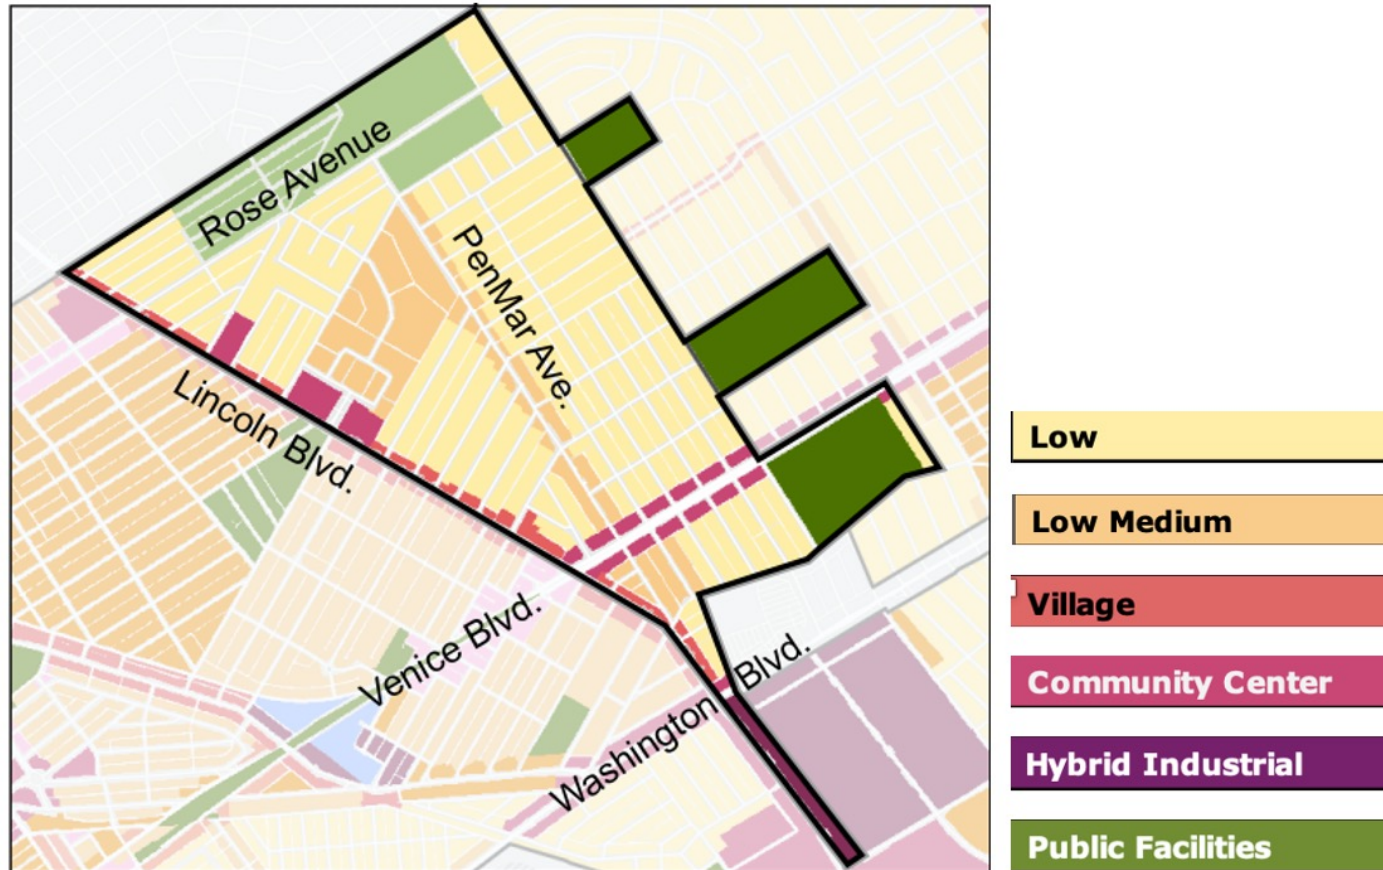 Rose Avenue
PenMar Ave.
Lincoln Blvd.
Venice Blvd.
Washington Blvd.
Low
Low Medium
Village
Community Center
Hybrid Industrial
Public Facilities